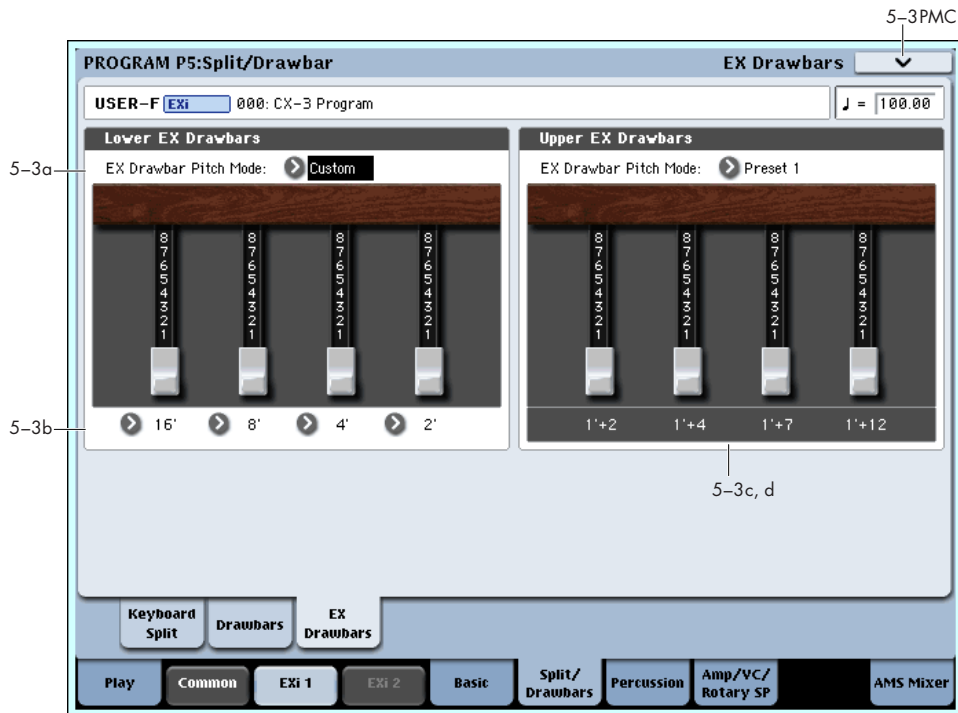 5–3PMC
PROGRAM P5:Split/Drawbar EX Drawbars
USER–F EXi 000: CX–3 Program ♩ = 100.00
Lower EX Drawbars Upper EX Drawbars
5–3a EX Drawbar Pitch Mode: Custom EX Drawbar Pitch Mode: Preset 1
8 8 8 8 8 8 8 8
7 7 7 7 7 7 7 7
6 6 6 6 6 6 6 6
5 5 5 5 5 5 5 5
4 4 4 4 4 4 4 4
3 3 3 3 3 3 3 3
2 2 2 2 2 2 2 2
1 1 1 1 1 1 1 1
5–3b 16' 8' 4' 2' 1'+2 1'+4 1'+7 1'+12
5–3c, d
Keyboard Split Drawbars EX Drawbars
Play Common EXi 1 EXi 2 Basic Split/Drawbars Percussion Amp/VC/Rotary SP AMS Mixer